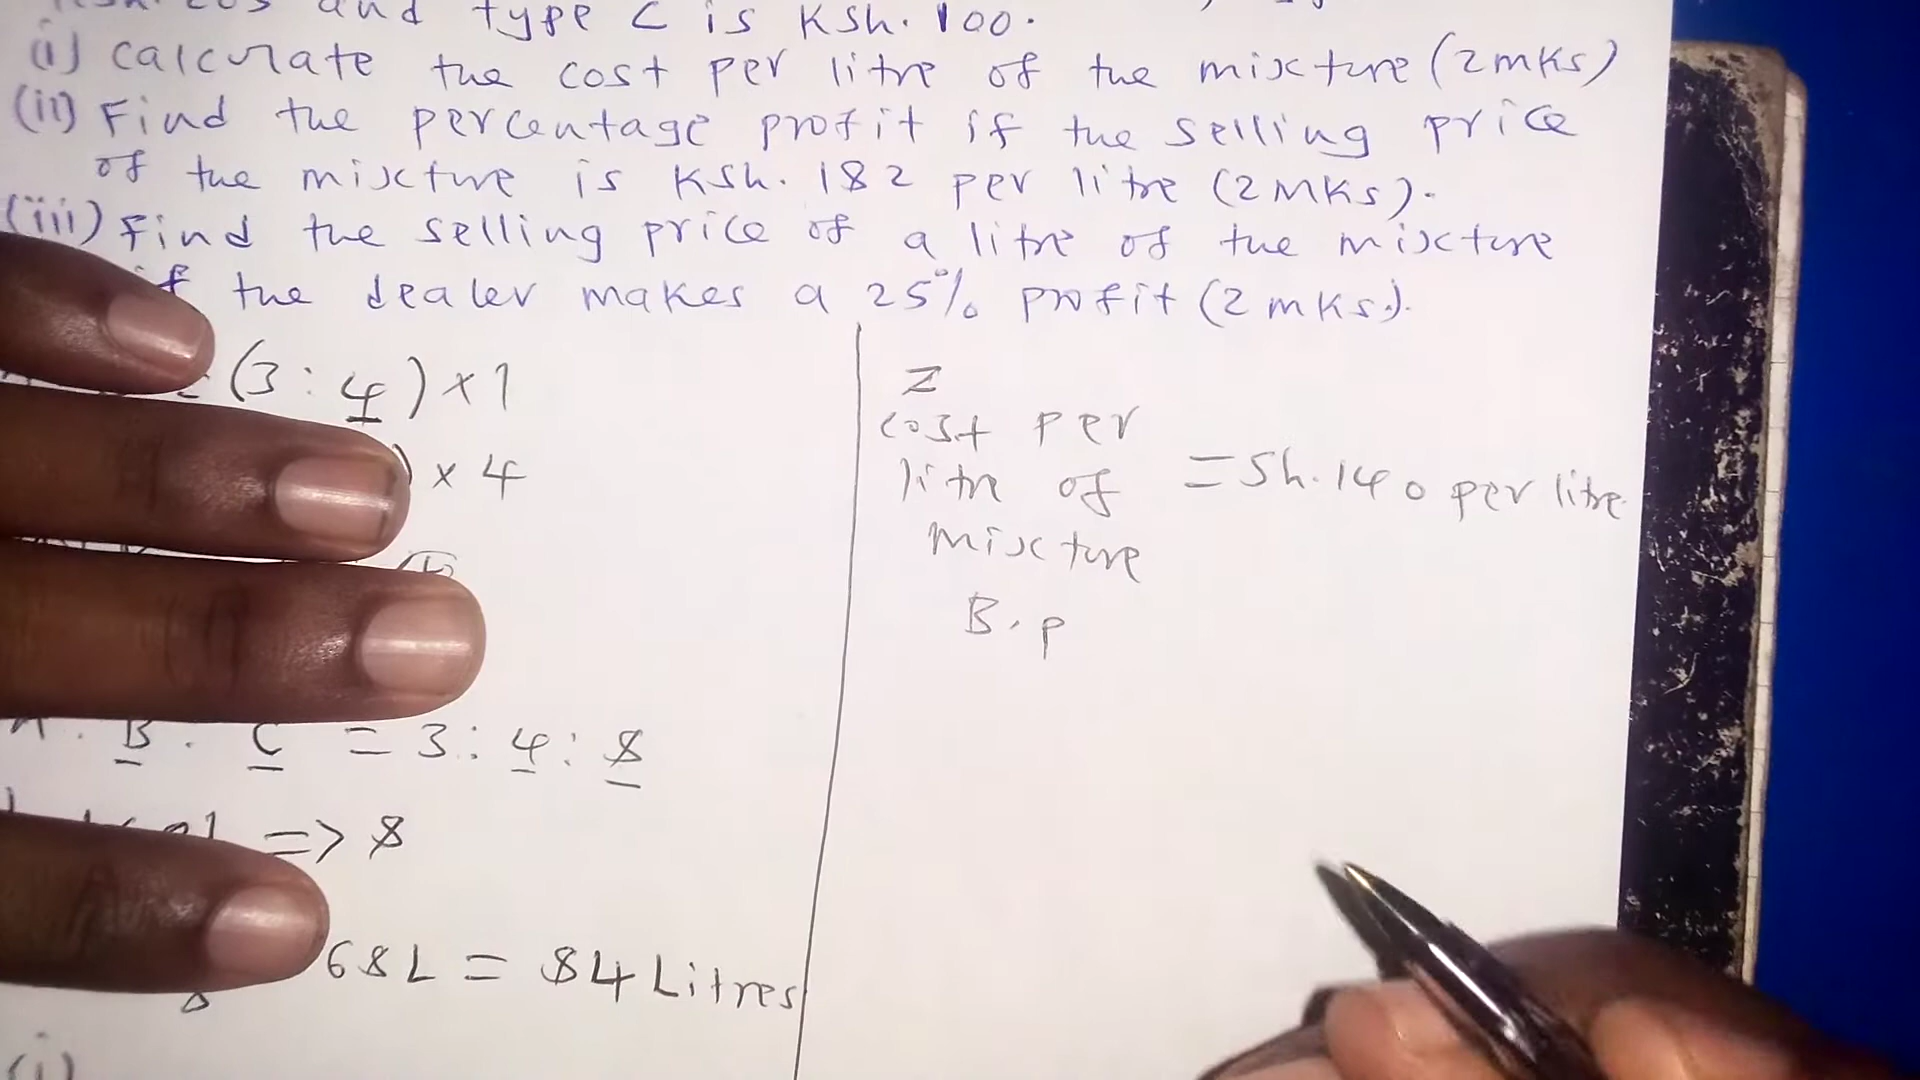 and type C is Ksh. 100.
(i) calculate the cost per litre of the mixture (2mks)
(ii) Find the percentage profit if the selling price
of the mixture is Ksh. 182 per litre (2mks).
(iii) Find the selling price of a litre of the mixture
if the dealer makes a 25% profit (2mks).
(3 : 4) × 1
) × 4
B : C = 3 : 4 : 8
=> 8
68L = 84 Litres
(i)
Z
cost per
litre of
mixture
= Sh. 140 per litre
B.P